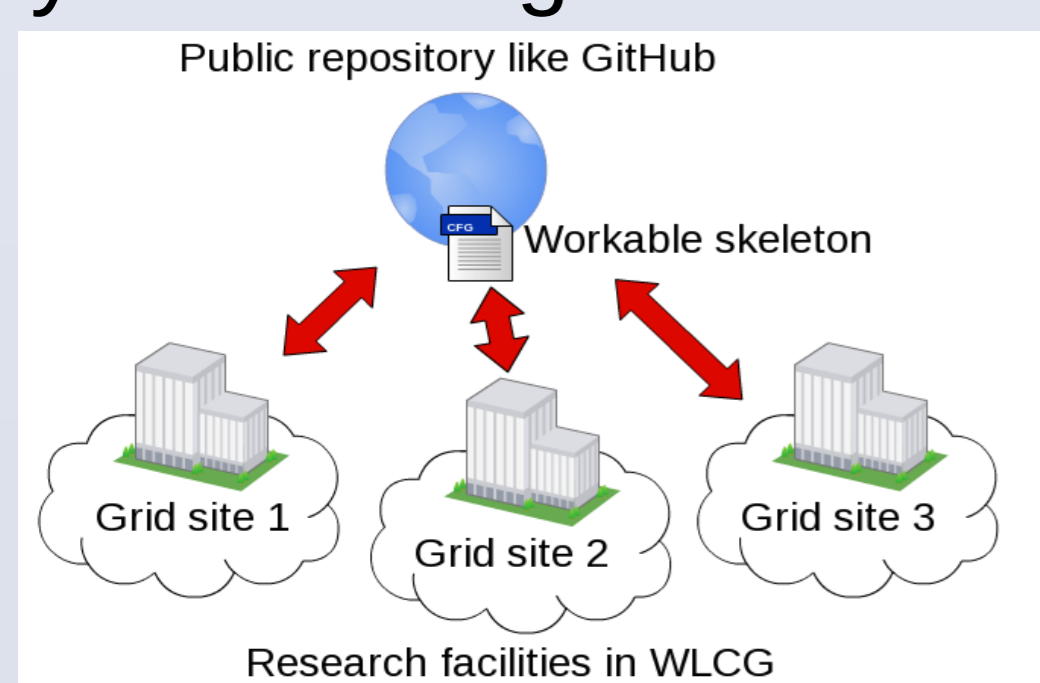 Public repository like GitHub
CFG
Workable skeleton
Grid site 1
Grid site 2
Grid site 3
Research facilities in WLCG